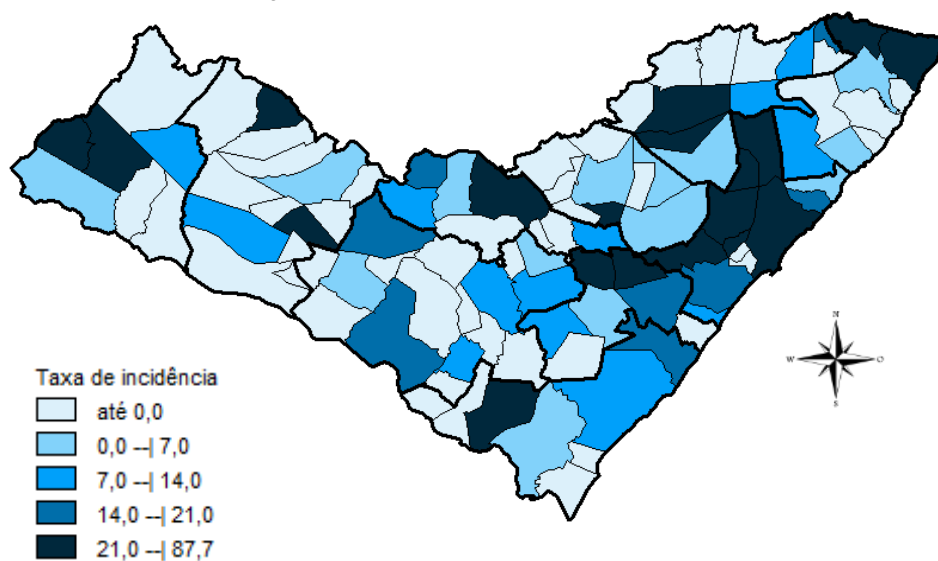 N
W
O
S
Taxa de incidência
até 0,0
0,0 --| 7,0
7,0 --| 14,0
14,0 --| 21,0
21,0 --| 87,7